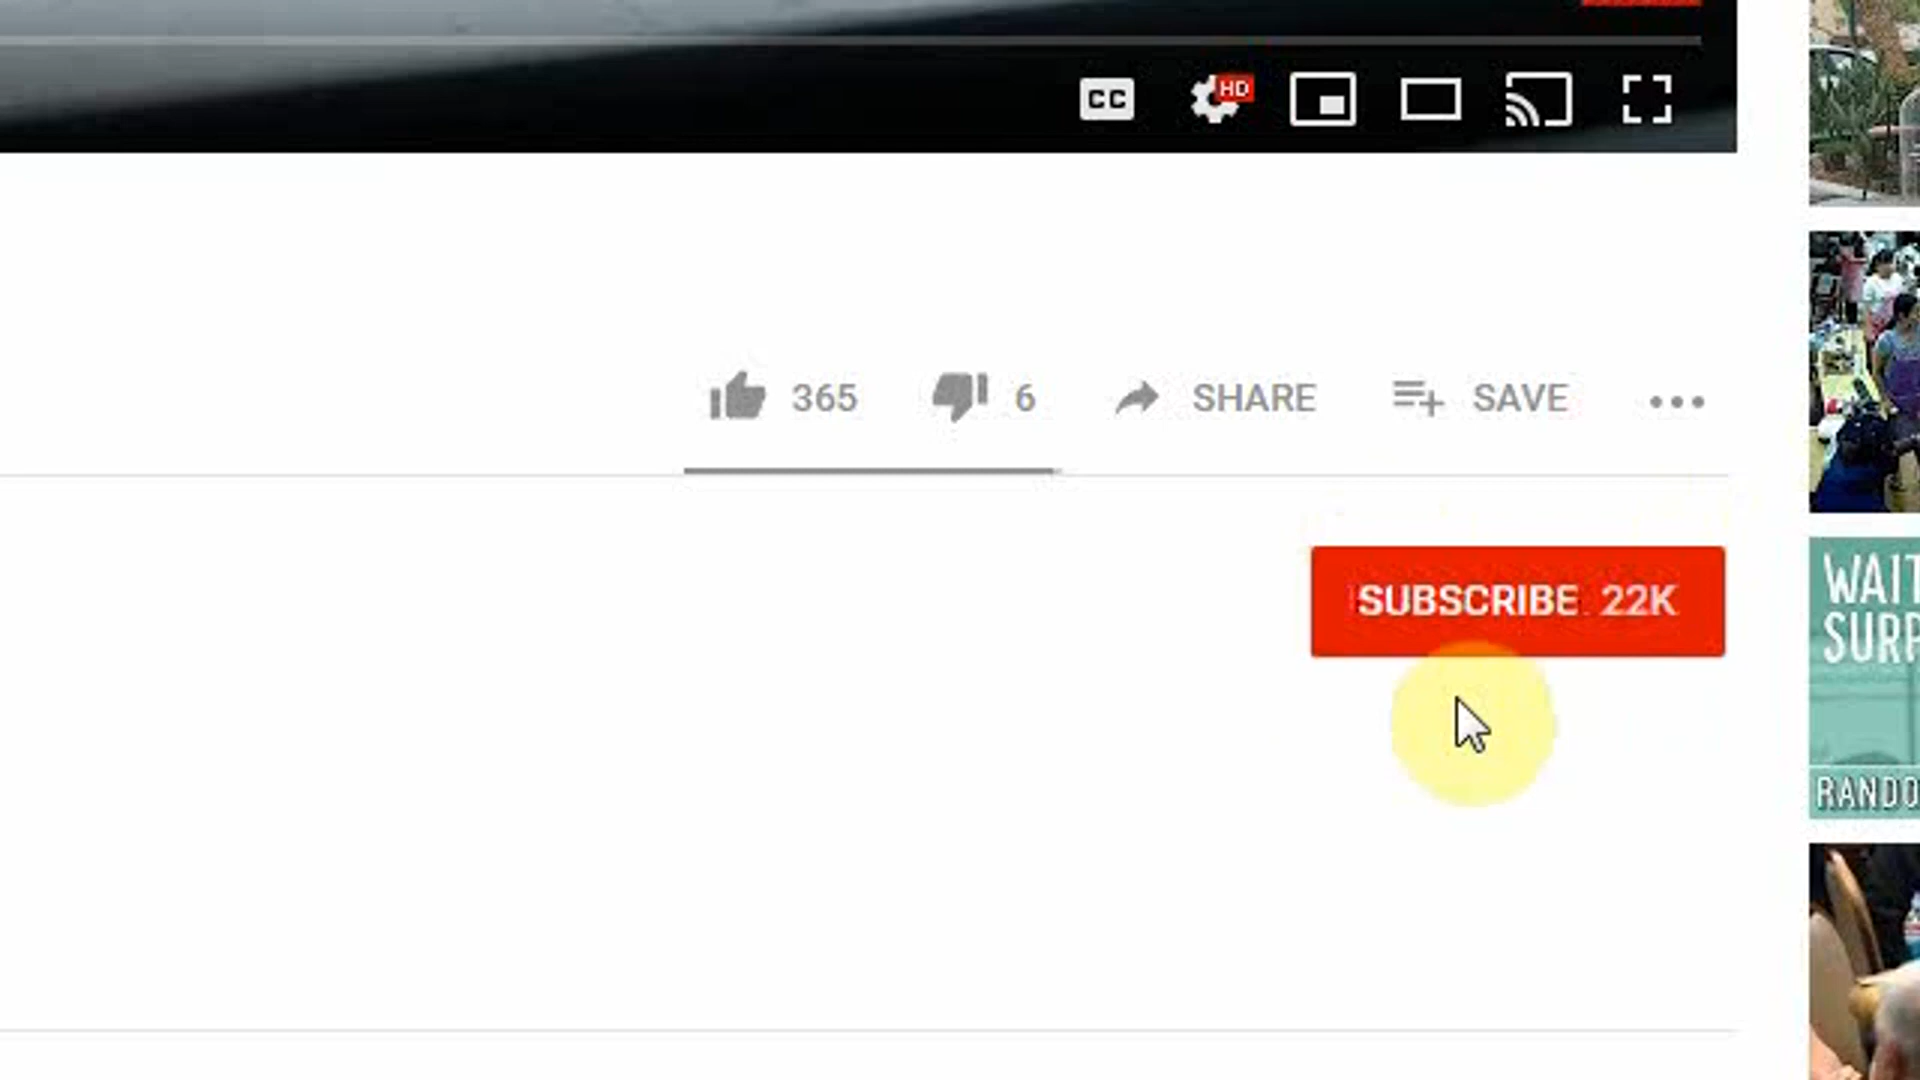 CC
HD
365 6 SHARE SAVE
SUBSCRIBE 22K
WAIT
SURP
RANDO